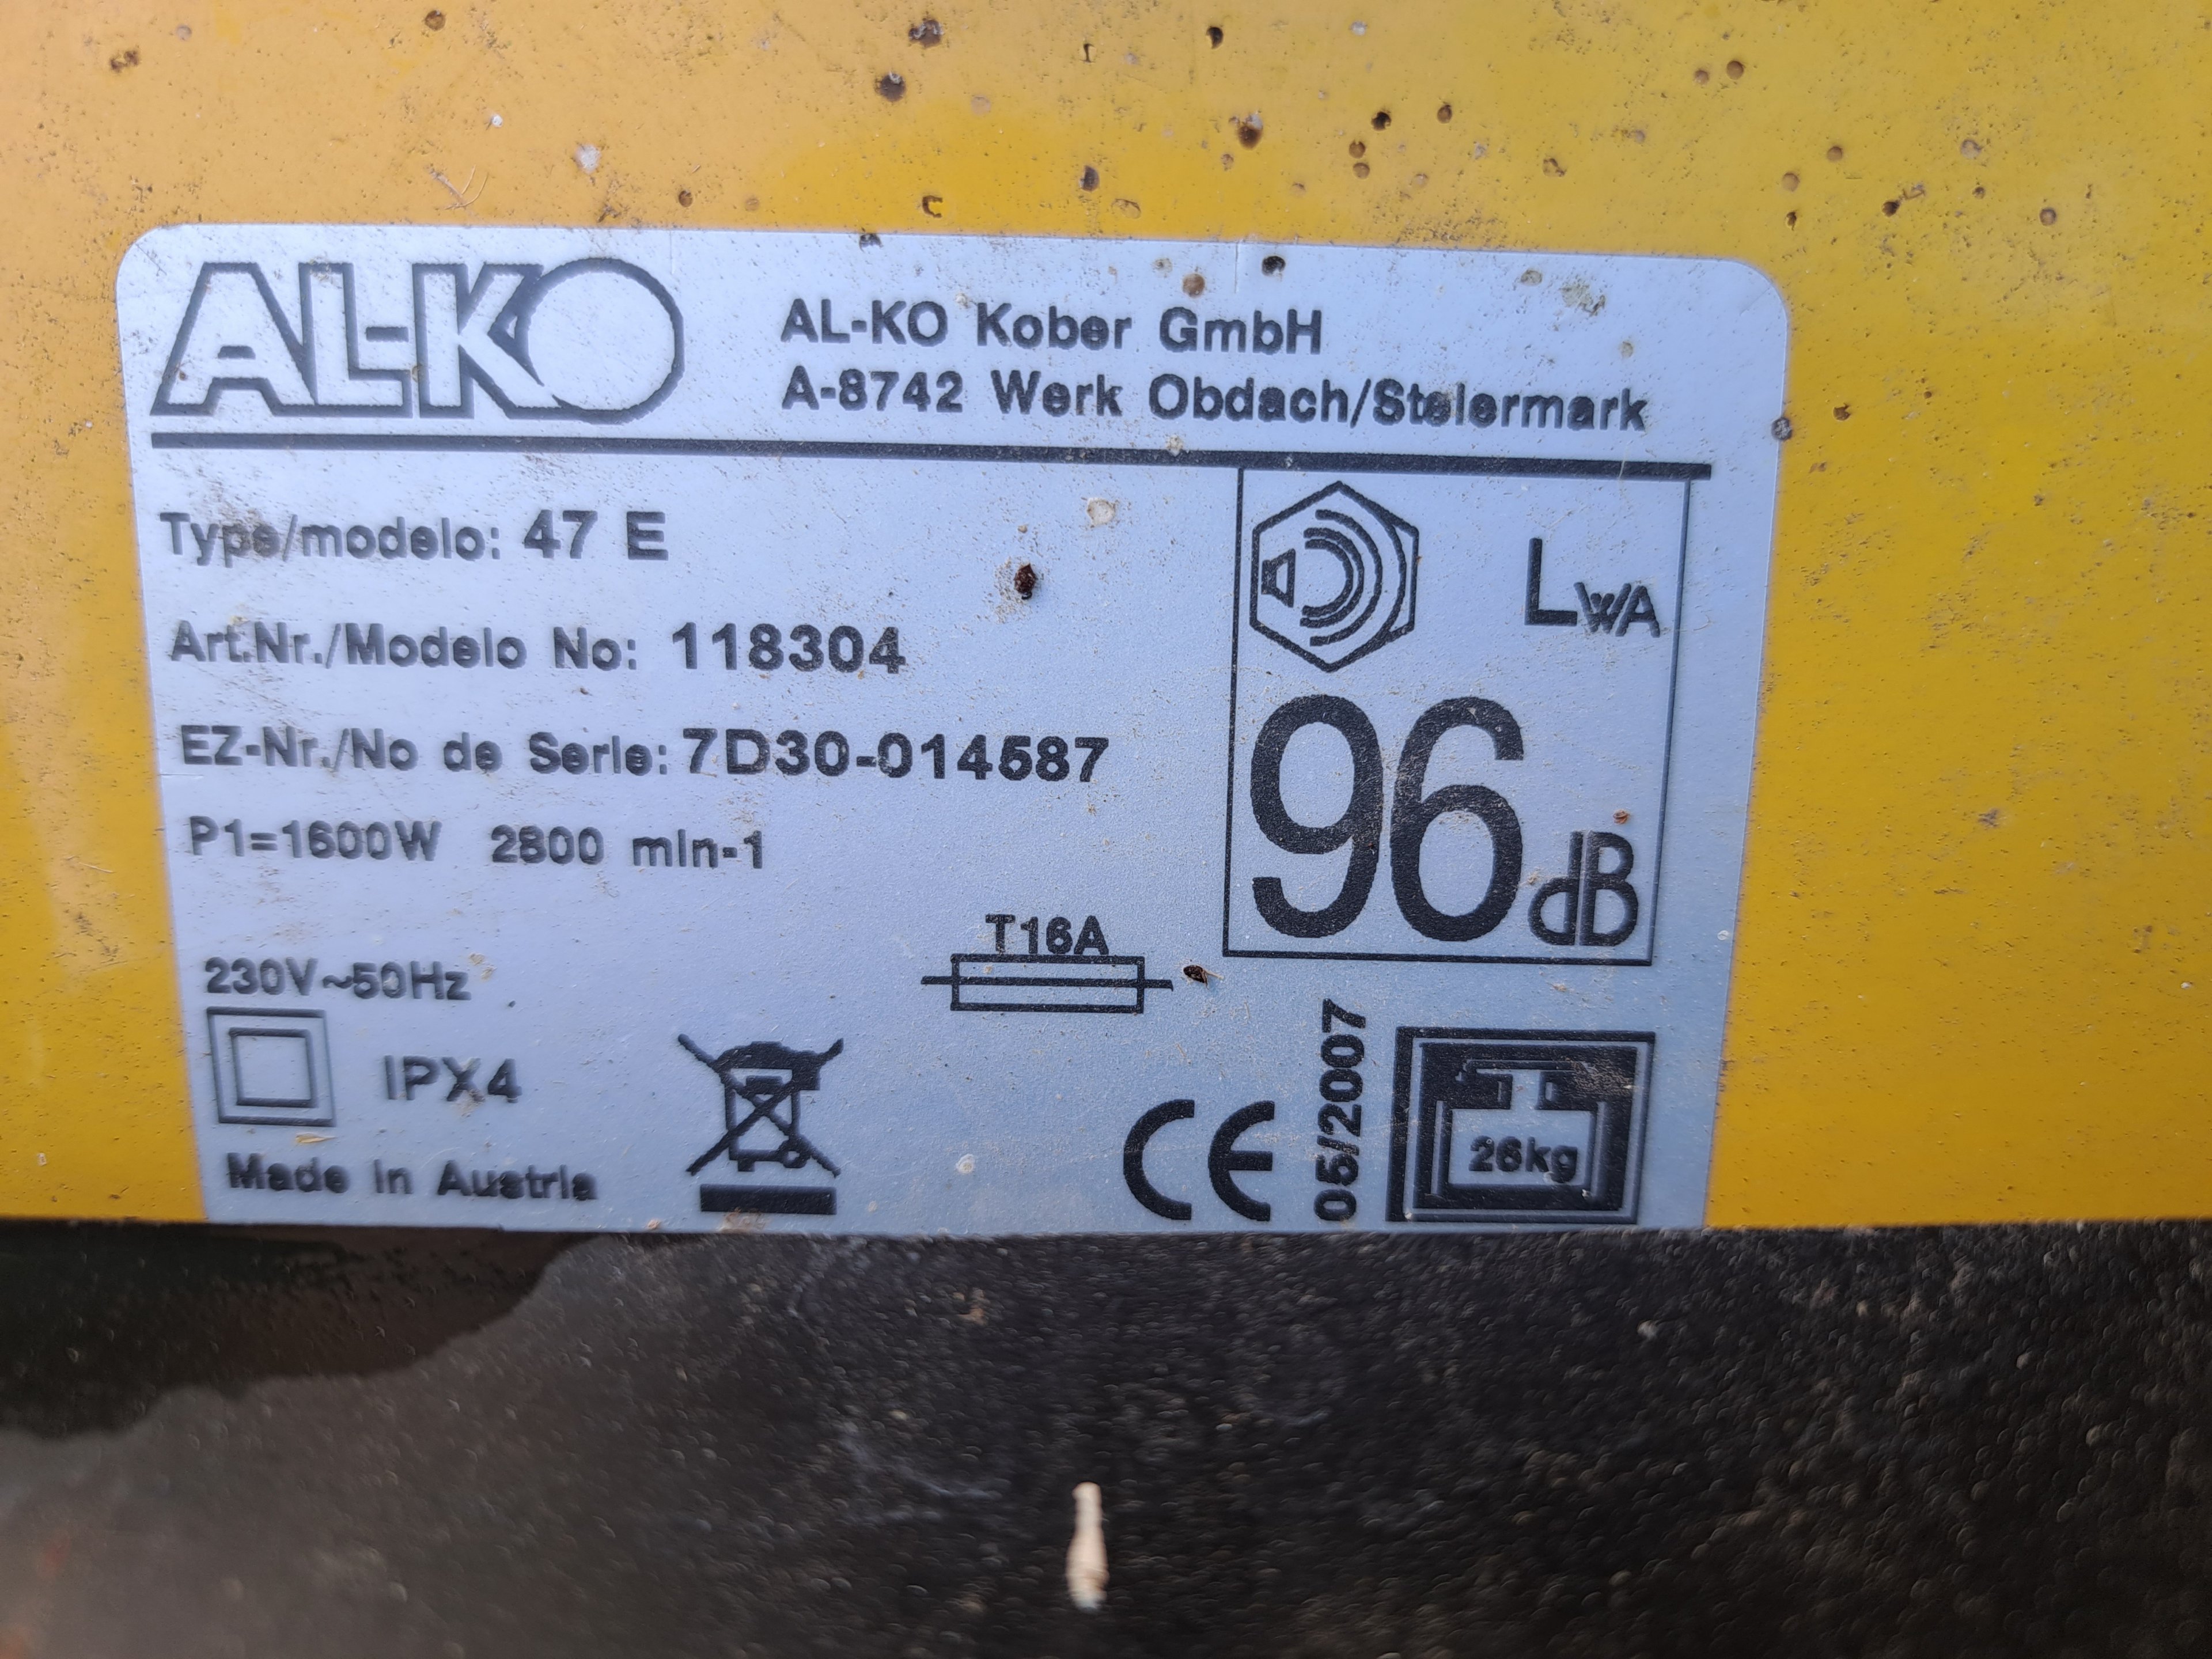 AL-KO
AL-KO Kober GmbH
A-8742 Werk Obdach/Steiermark
Type/modelo: 47 E
Art.Nr./Modelo No: 118304
EZ-Nr./No de Serie: 7D30-014587
P1=1600W 2800 min-1
LWA
96 dB
T16A
230V~50Hz
IPX4
Made in Austria
CE
05/2007
26kg